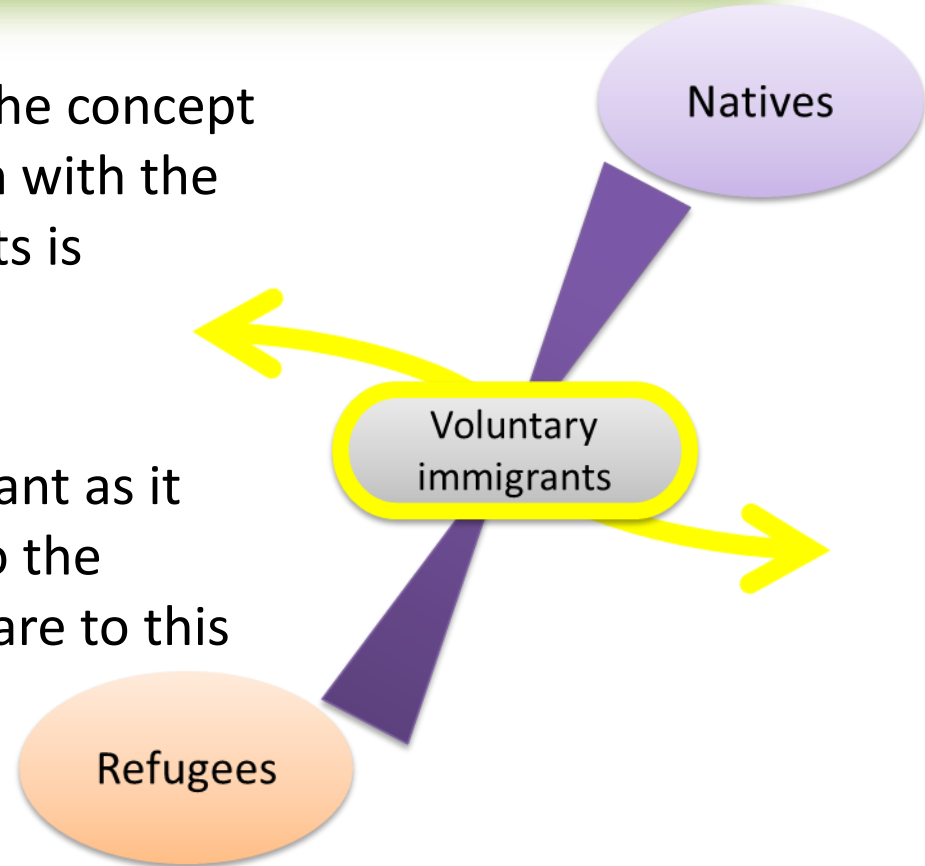 he concept
with the
ts is
ant as it
the
are to this
Natives
Voluntary
immigrants
Refugees